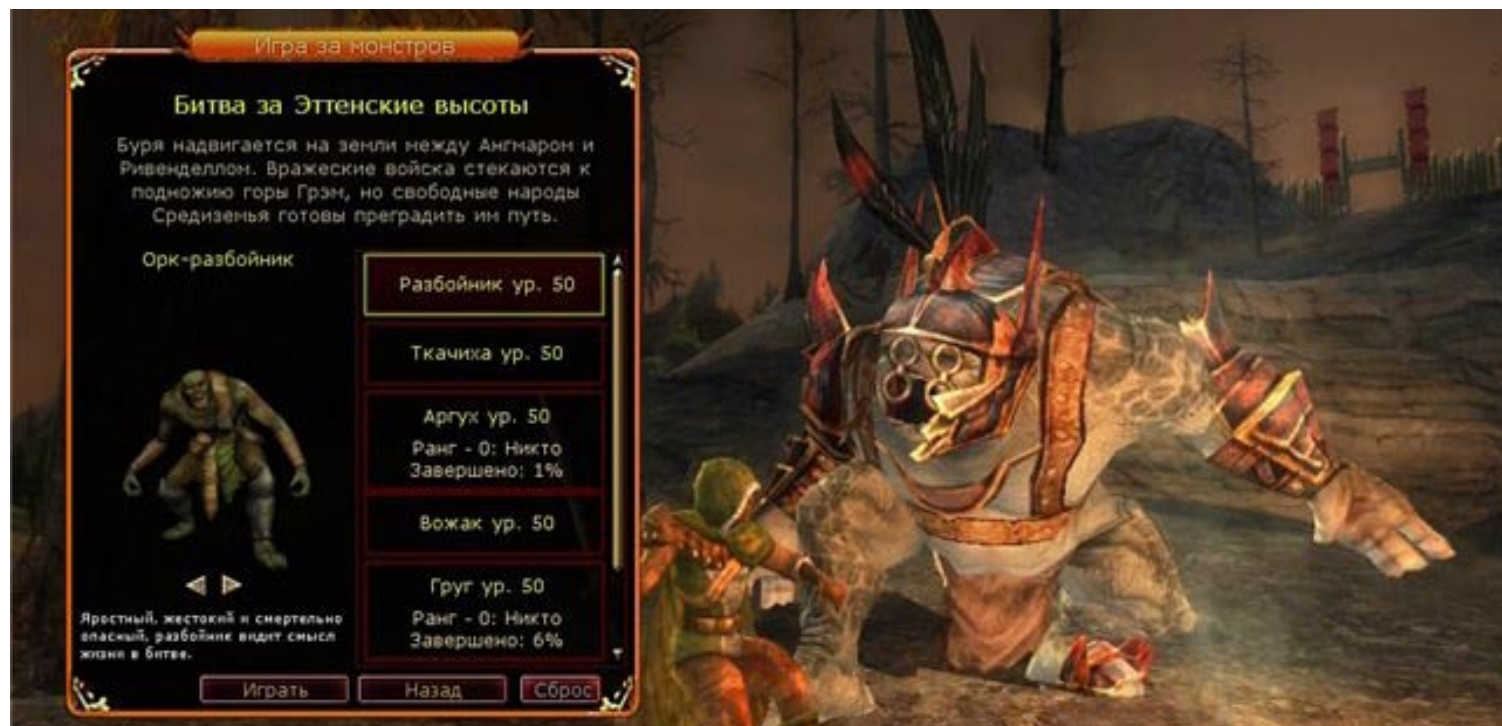 Игра за монстров
Битва за Эттенские высоты
Буря надвигается на земли между Ангмаром и
Ривенделлом. Вражеские войска стекаются к
подножию горы Грэм, но свободные народы
Средиземья готовы преградить им путь.
Орк-разбойник
Разбойник ур. 50
Ткачиха ур. 50
Аргух ур. 50
Ранг - 0: Никто
Завершено: 1%
Вожак ур. 50
Груг ур. 50
Ранг - 0: Никто
Завершено: 6%
Яростный, жестокий и смертельно
опасный, разбойник видит смысл
жизни в битве.
Играть
Назад
Сброс